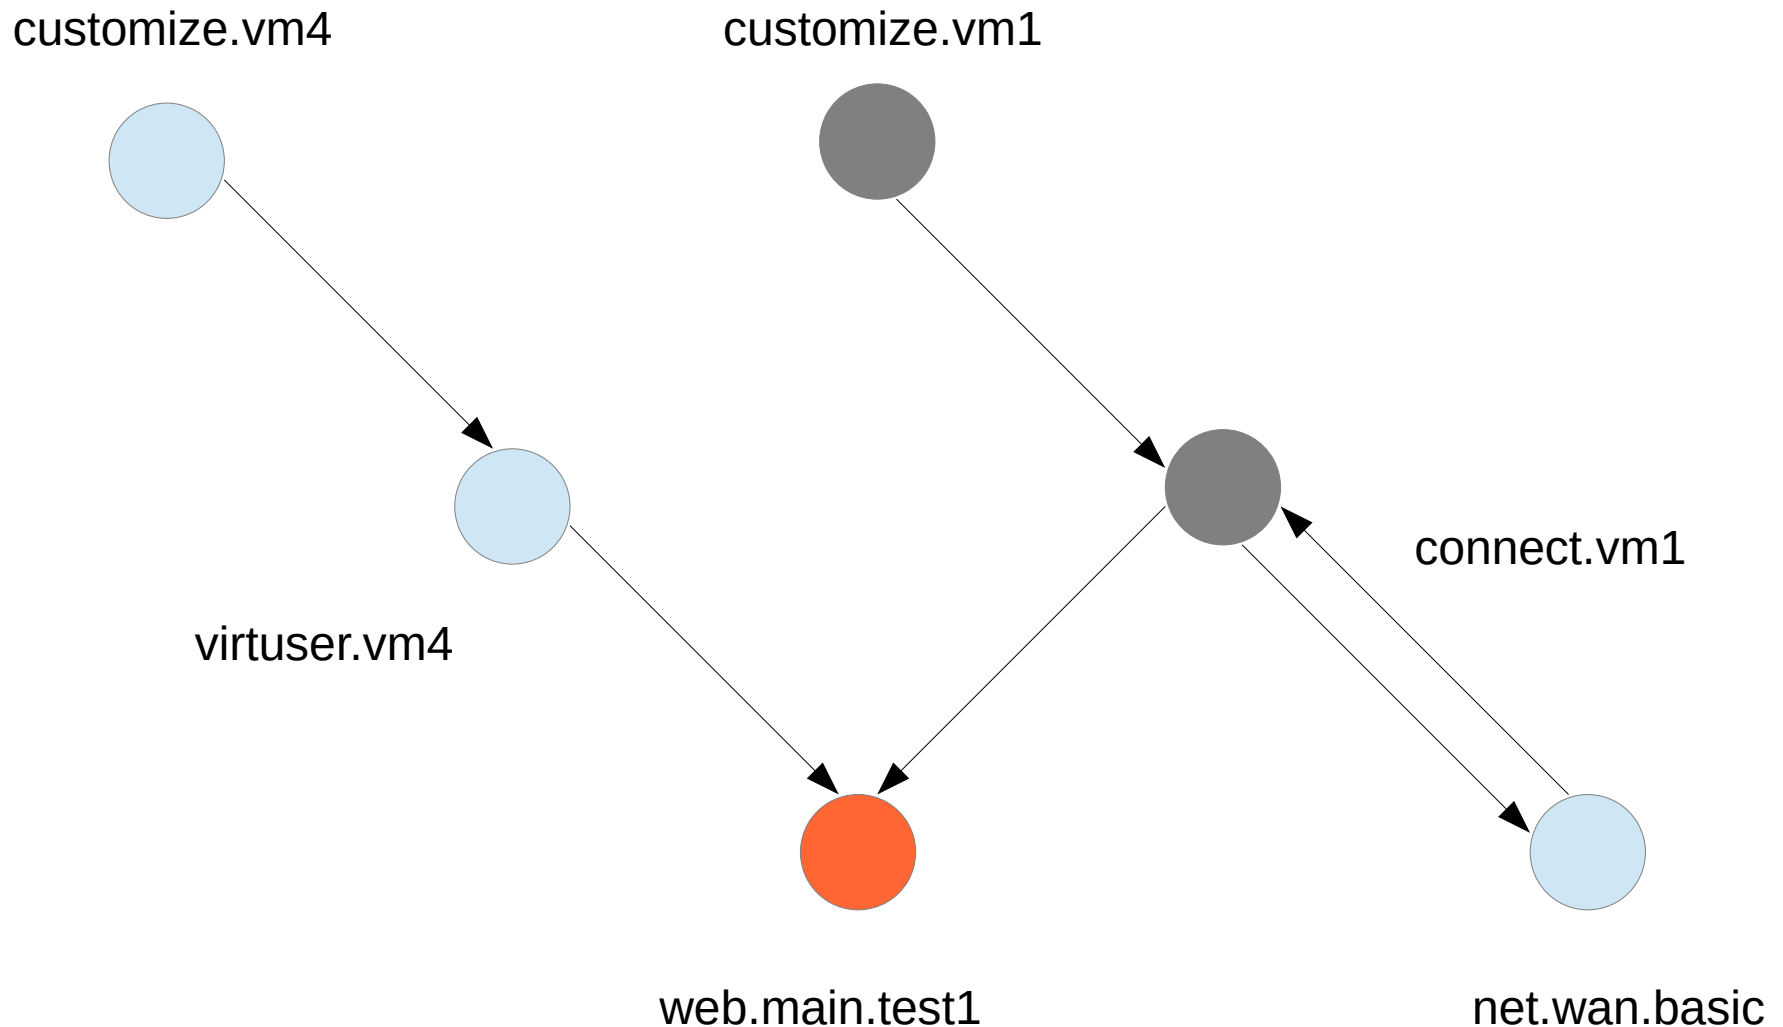 customize.vm4
customize.vm1
connect.vm1
virtuser.vm4
web.main.test1
net.wan.basic